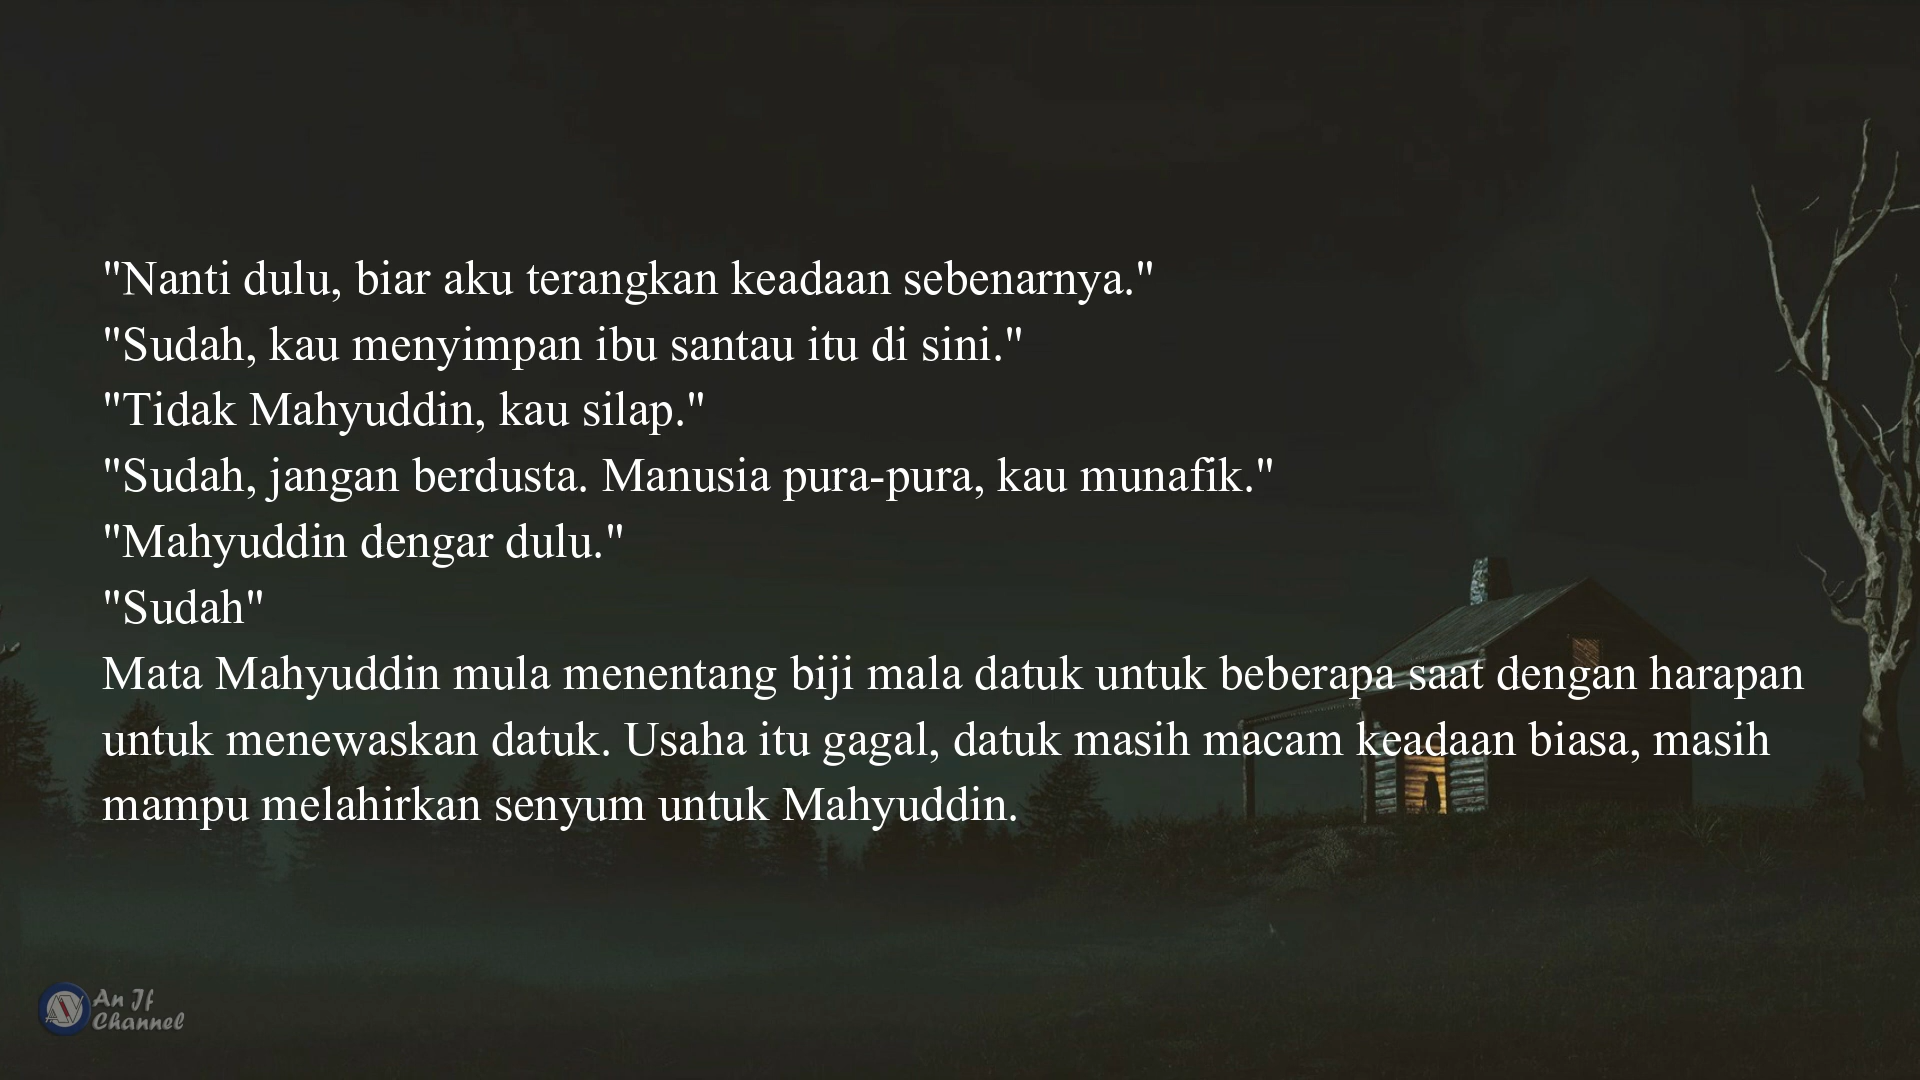 "Nanti dulu, biar aku terangkan keadaan sebenarnya."
"Sudah, kau menyimpan ibu santau itu di sini."
"Tidak Mahyuddin, kau silap."
"Sudah, jangan berdusta. Manusia pura-pura, kau munafik."
"Mahyuddin dengar dulu."
"Sudah"
Mata Mahyuddin mula menentang biji mala datuk untuk beberapa saat dengan harapan
untuk menewaskan datuk. Usaha itu gagal, datuk masih macam keadaan biasa, masih
mampu melahirkan senyum untuk Mahyuddin.
An If
Channel